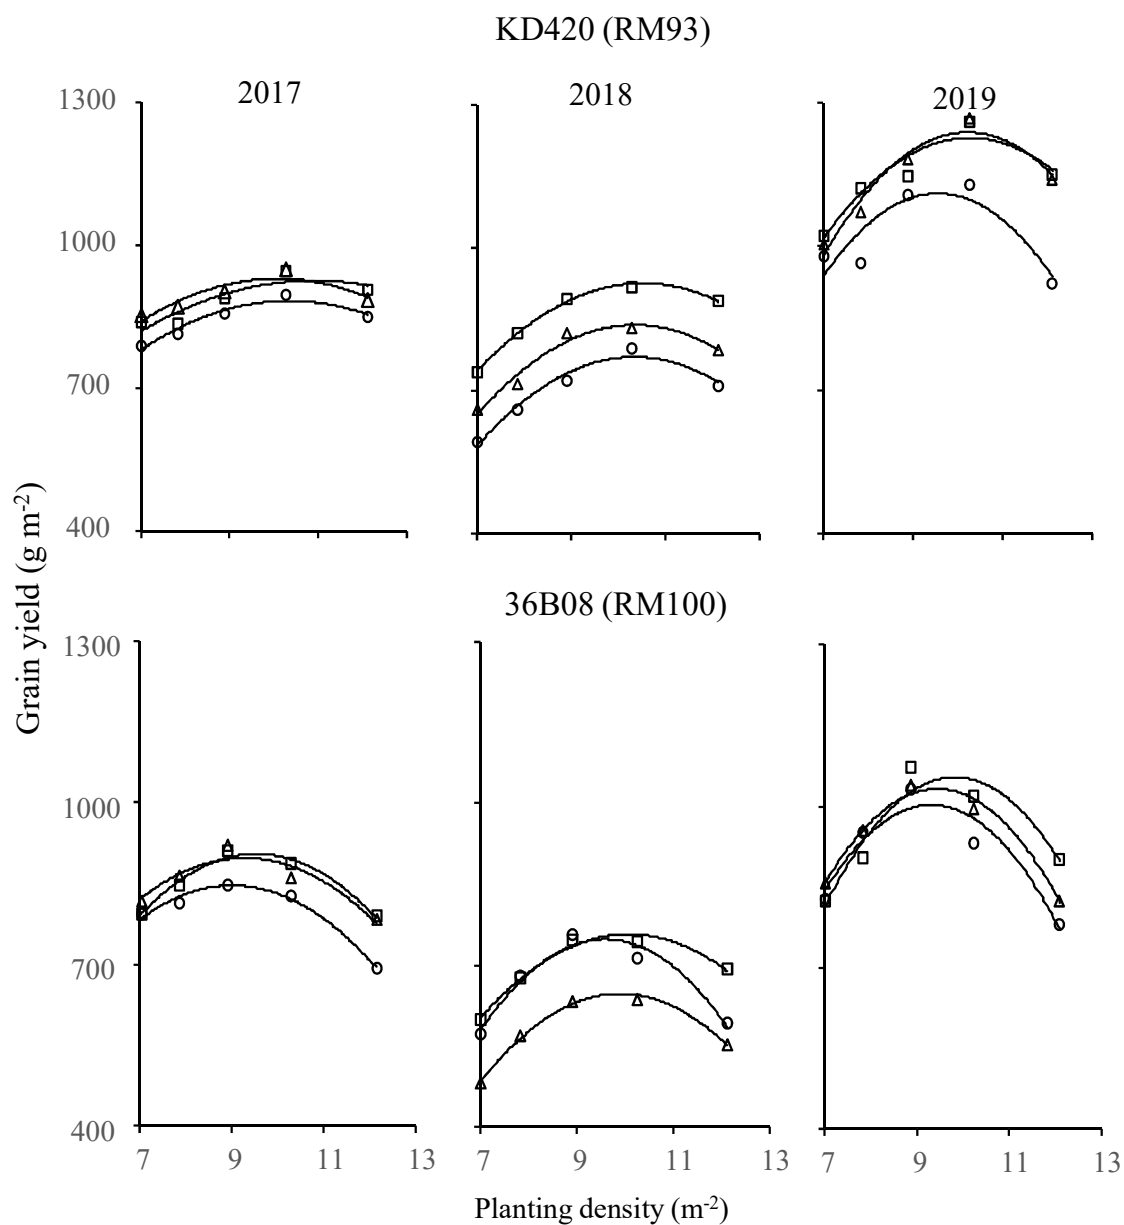 KD420 (RM93)
2017 2018 2019
1300
1000
700
400
Grain yield (g m-2)
36B08 (RM100)
1300
1000
700
400
7 9 11 13 7 9 11 13 7 9 11 13
Planting density (m-2)